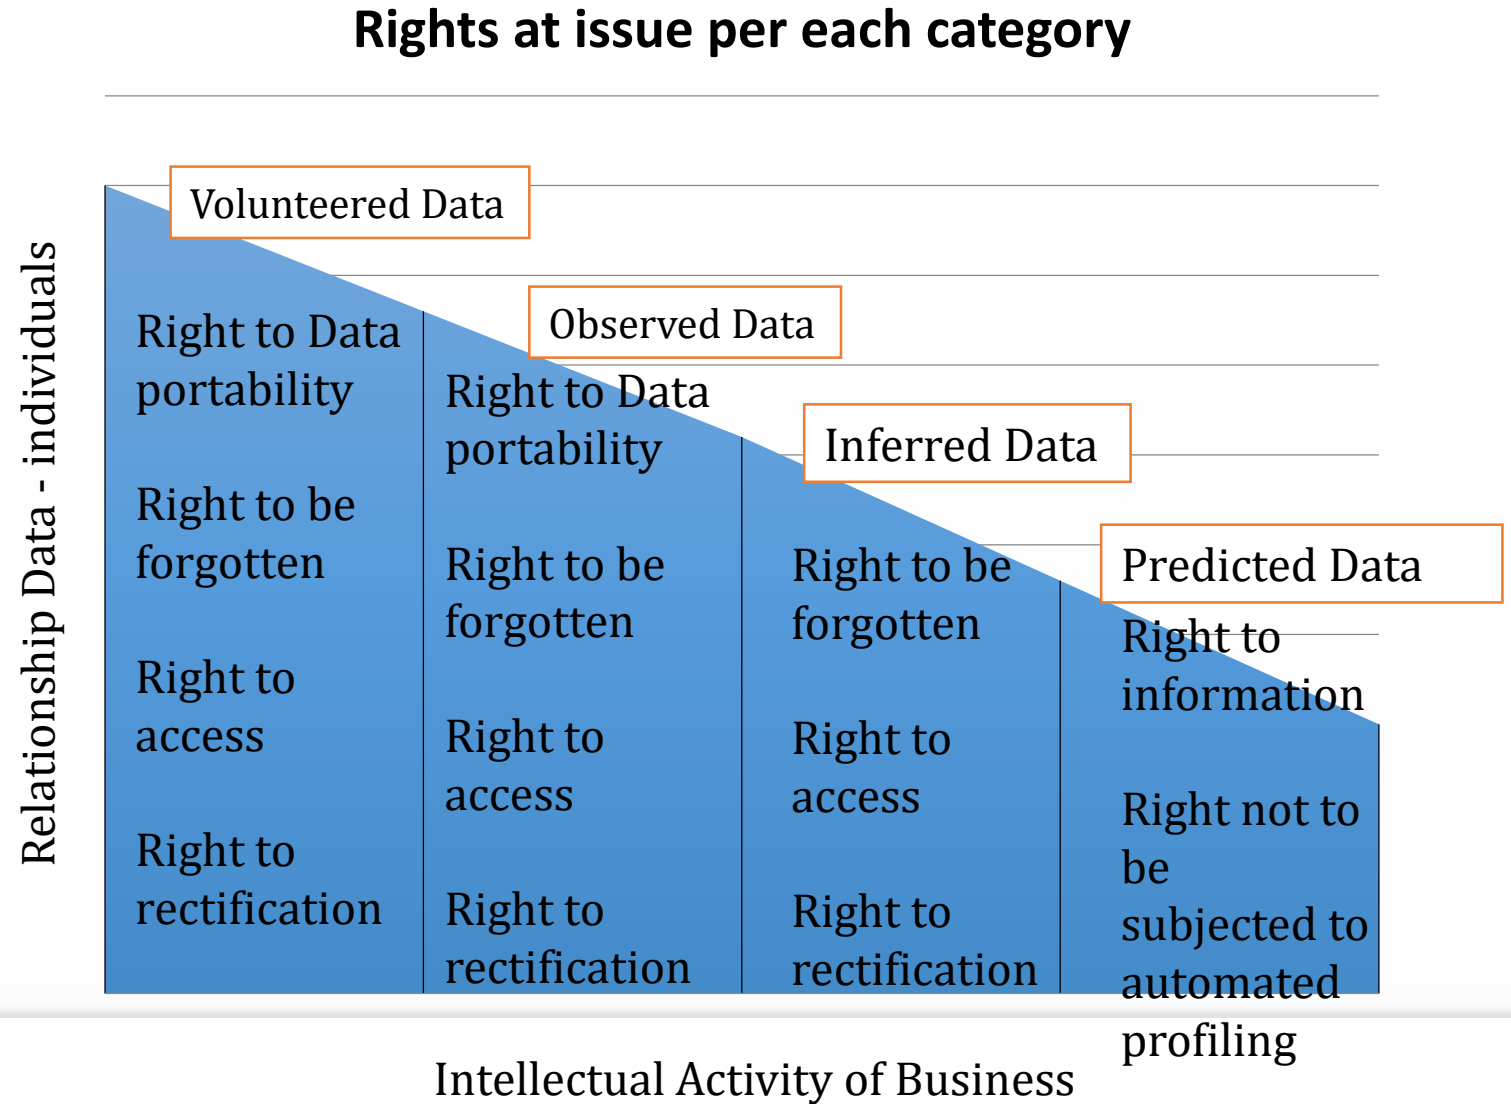 Rights at issue per each category
Relationship Data - individuals
Volunteered Data
Right to Data
portability
Right to be
forgotten
Right to
access
Right to
rectification
Observed Data
Right to Data
portability
Right to be
forgotten
Right to
access
Right to
rectification
Inferred Data
Right to be
forgotten
Right to
access
Right to
rectification
Predicted Data
Right to
information
Right not to
be
subjected to
automated
profiling
Intellectual Activity of Business